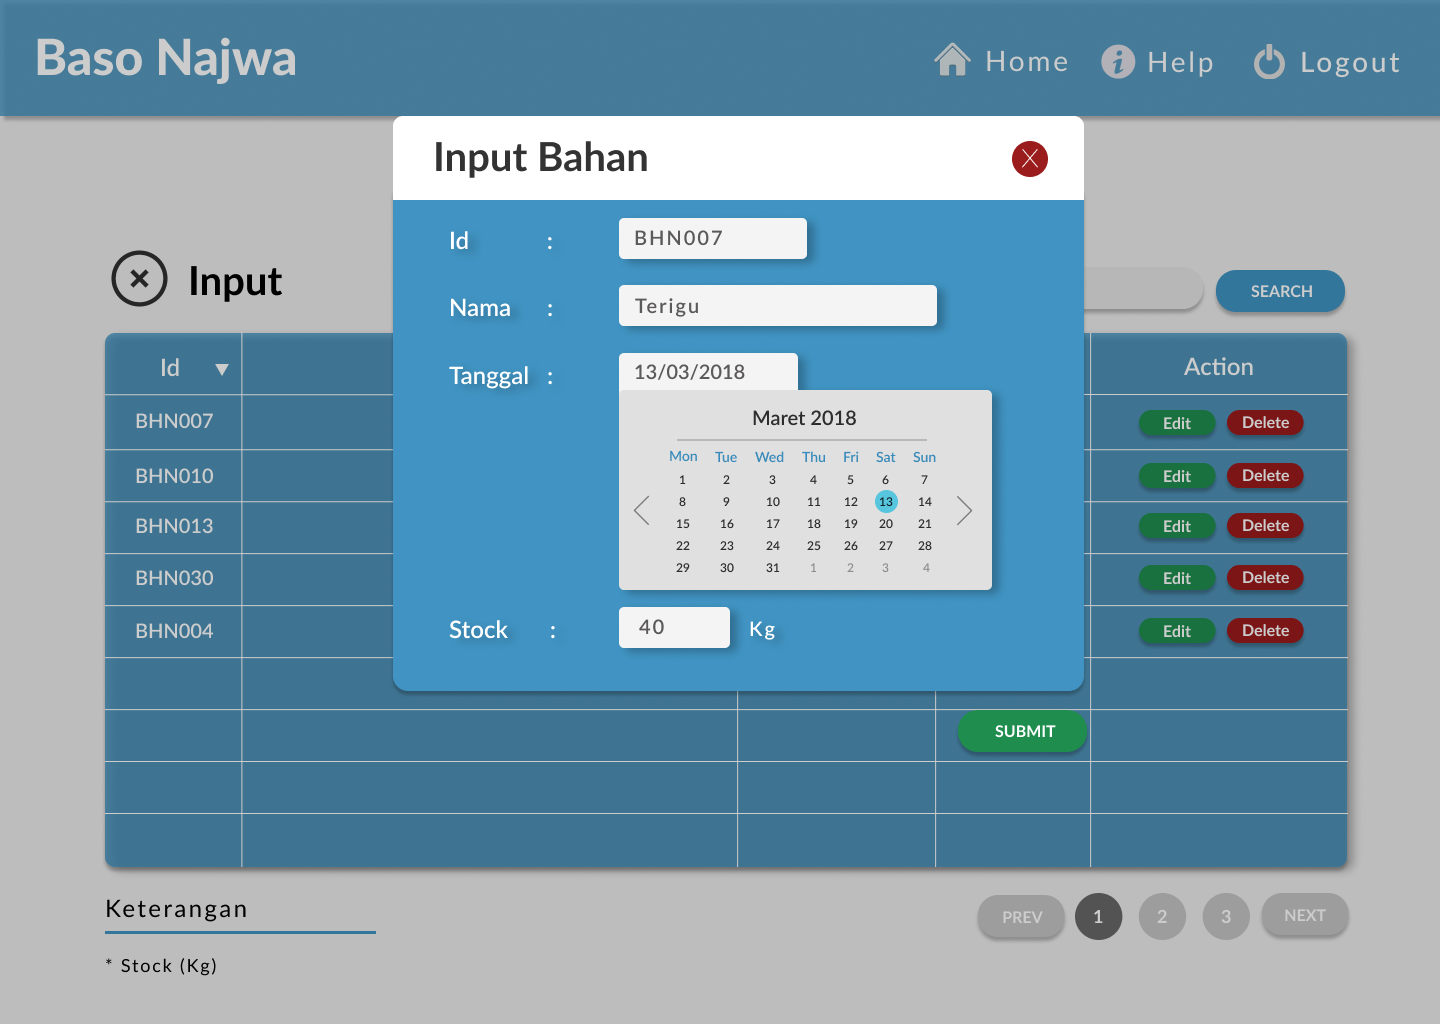 Baso Najwa
Home
Help
Logout
Input Bahan
X
Id : BHN007
Input
Nama : Terigu
SEARCH
Tanggal : 13/03/2018
Id ▼
Action
Maret 2018
Mon Tue Wed Thu Fri Sat Sun
1 2 3 4 5 6 7
8 9 10 11 12 13 14
15 16 17 18 19 20 21
22 23 24 25 26 27 28
29 30 31 1 2 3 4
BHN007 Edit Delete
BHN010 Edit Delete
BHN013 Edit Delete
BHN030 Edit Delete
BHN004 Edit Delete
Stock : 40 Kg
SUBMIT
Keterangan
* Stock (Kg)
PREV 1 2 3 NEXT